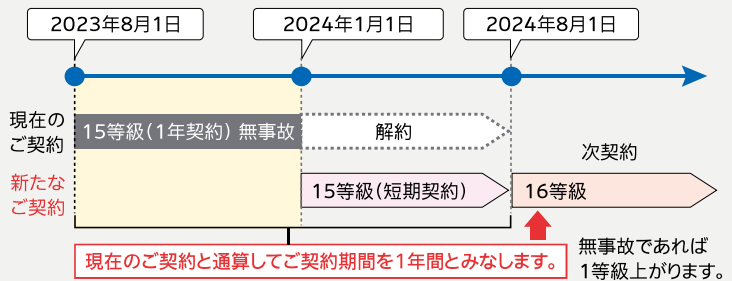 2023年8月1日
2024年1月1日
2024年8月1日
現在の
ご契約
15等級（1年契約）無事故
解約
次契約
新たな
ご契約
15等級（短期契約）
16等級
現在のご契約と通算してご契約期間を1年間とみなします。
無事故であれば
1等級上がります。